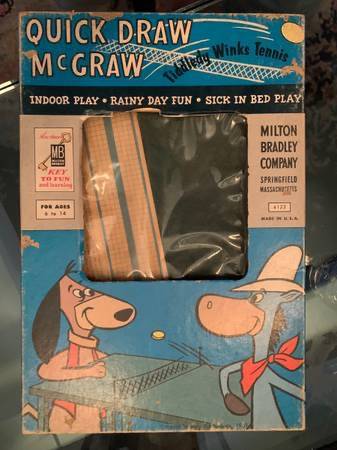 QUICK DRAW
McGRAW
Tiddledy Winks Tennis
INDOOR PLAY • RAINY DAY FUN • SICK IN BED PLAY
MB
KEY
TO FUN
and learning
FOR AGES
6 to 14
MILTON
BRADLEY
COMPANY
SPRINGFIELD
MASSACHUSETTS
4123
MADE IN U.S.A.